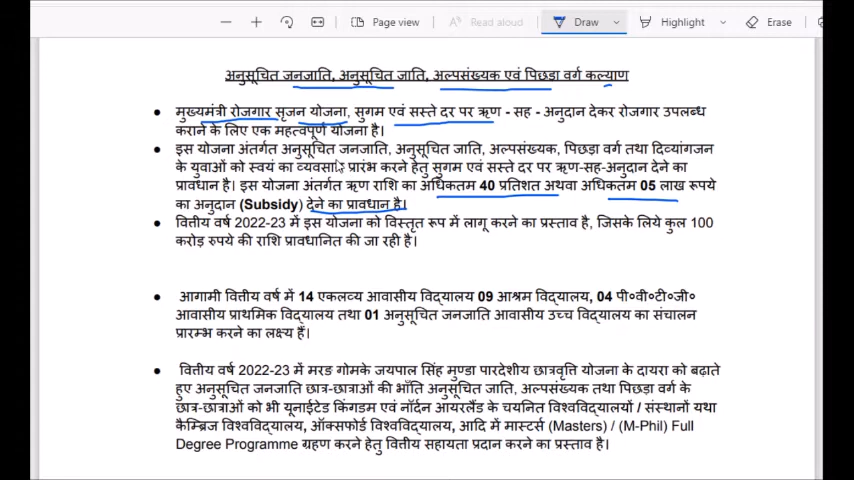 Page view
Read aloud
Draw
Highlight
Erase
अनुसूचित जनजाति, अनुसूचित जाति, अल्पसंख्यक एवं पिछड़ा वर्ग कल्याण
● मुख्यमंत्री रोजगार सृजन योजना, सुगम एवं सस्ते दर पर ऋण - सह - अनुदान देकर रोजगार उपलब्ध
कराने के लिए एक महत्वपूर्ण योजना है।
● इस योजना अंतर्गत अनुसूचित जनजाति, अनुसूचित जाति, अल्पसंख्यक, पिछड़ा वर्ग तथा दिव्यांगजन
के युवाओं को स्वयं का व्यवसाय प्रारंभ करने हेतु सुगम एवं सस्ते दर पर ऋण-सह-अनुदान देने का
प्रावधान है। इस योजना अंतर्गत ऋण राशि का अधिकतम 40 प्रतिशत अथवा अधिकतम 05 लाख रूपये
का अनुदान (Subsidy) देने का प्रावधान है।
● वित्तीय वर्ष 2022-23 में इस योजना को विस्तृत रूप में लागू करने का प्रस्ताव है, जिसके लिये कुल 100
करोड़ रुपये की राशि प्रावधानित की जा रही है।
● आगामी वित्तीय वर्ष में 14 एकलव्य आवासीय विद्यालय 09 आश्रम विद्यालय, 04 पी०वी०टी०जी०
आवासीय प्राथमिक विद्यालय तथा 01 अनुसूचित जनजाति आवासीय उच्च विद्यालय का संचालन
प्रारम्भ करने का लक्ष्य हैं।
● वित्तीय वर्ष 2022-23 में मरङ गोमके जयपाल सिंह मुण्डा पारदेशीय छात्रवृत्ति योजना के दायरा को बढ़ाते
हुए अनुसूचित जनजाति छात्र-छात्राओं की भाँति अनुसूचित जाति, अल्पसंख्यक तथा पिछड़ा वर्ग के
छात्र-छात्राओं को भी यूनाईटेड किंगडम एवं नॉर्दन आयरलैंड के चयनित विश्वविद्यालयों / संस्थानों यथा
कैम्ब्रिज विश्वविद्यालय, ऑक्सफोर्ड विश्वविद्यालय, आदि में मास्टर्स (Masters) / (M-Phil) Full
Degree Programme ग्रहण करने हेतु वित्तीय सहायता प्रदान करने का प्रस्ताव है।